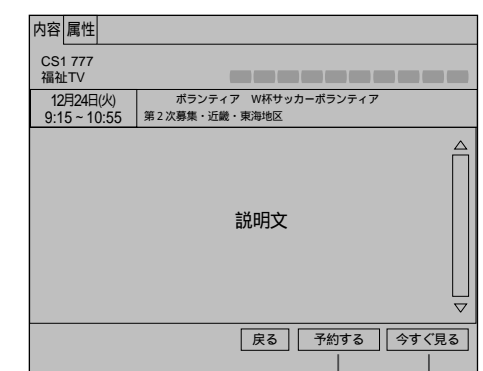 内容 属性
CS1 777
福祉TV
12月24日(火) ボランティア W杯サッカーボランティア
9:15~10:55 第2次募集・近畿・東海地区
説明文
戻る 予約する 今すぐ見る